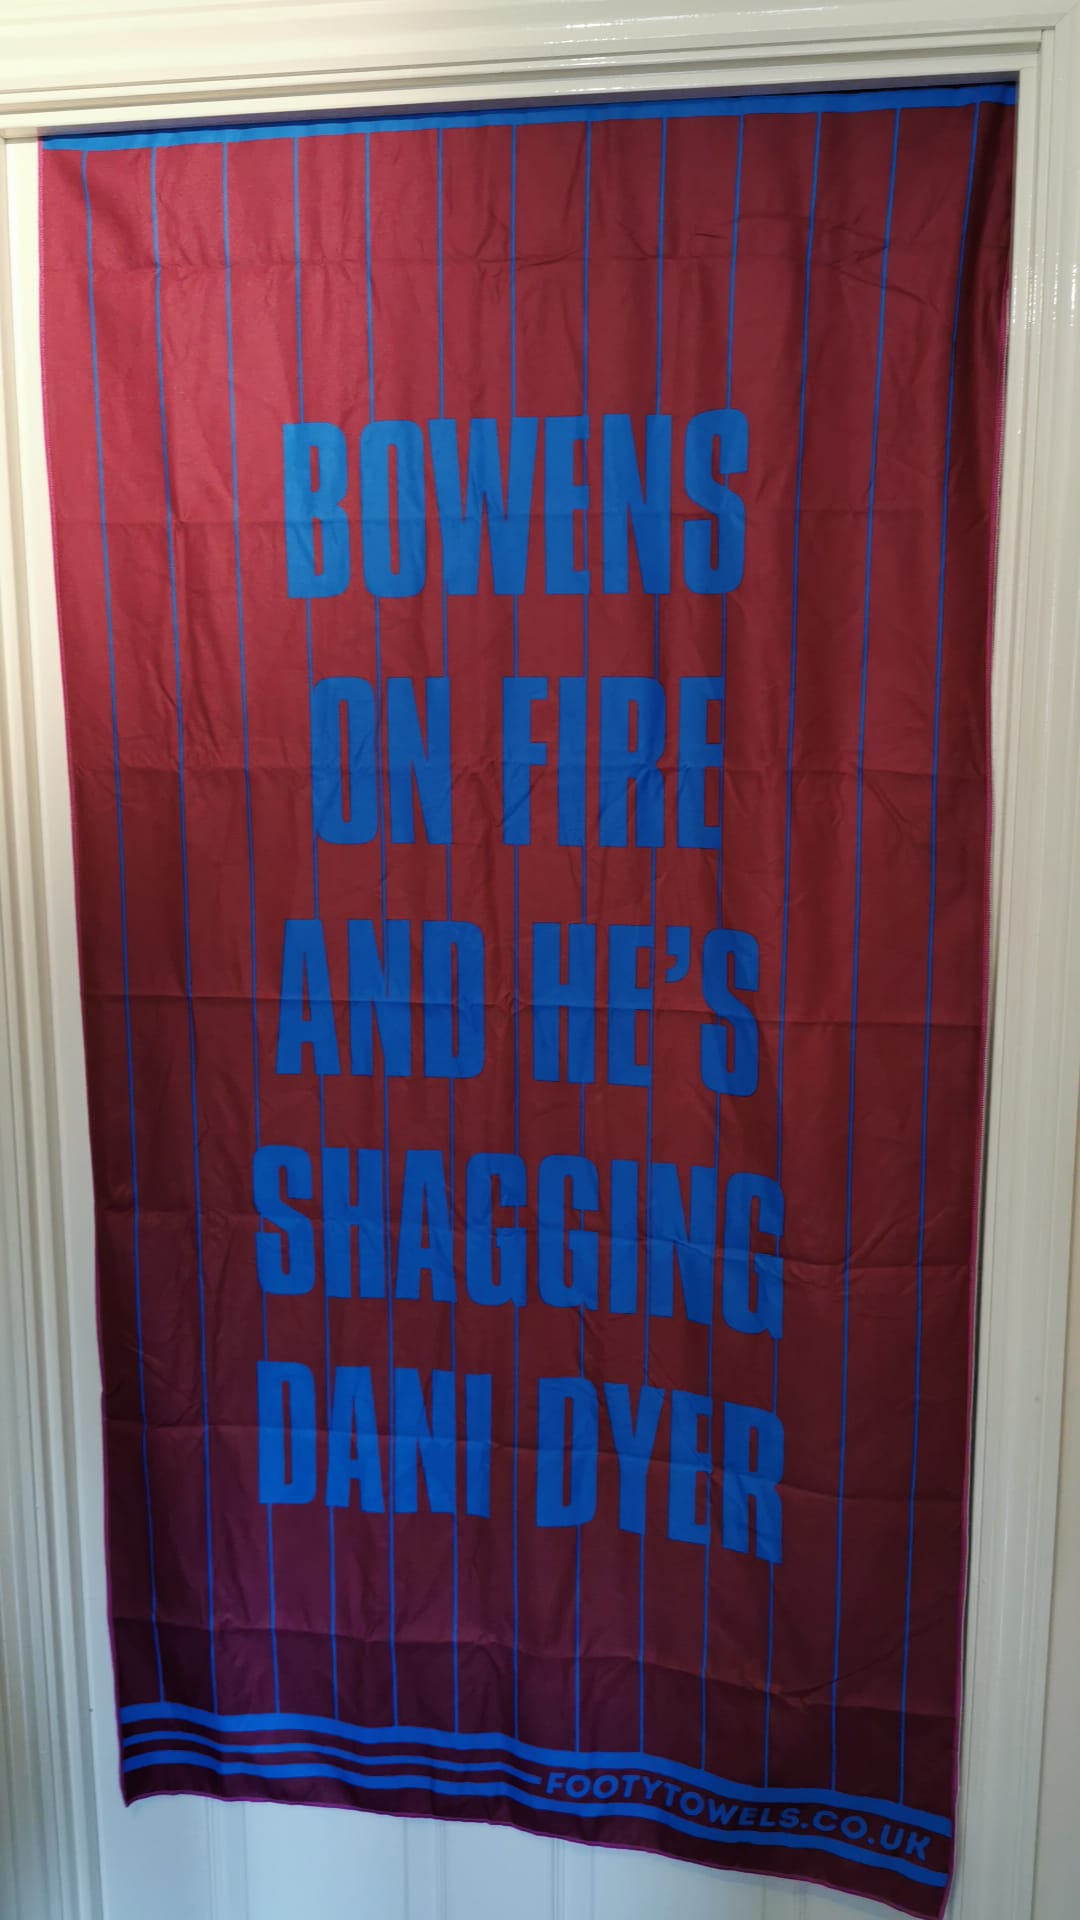 BOWENS
ON FIRE
AND HE'S
SHAGGING
DANI DYER
FOOTYTOWELS.CO.UK